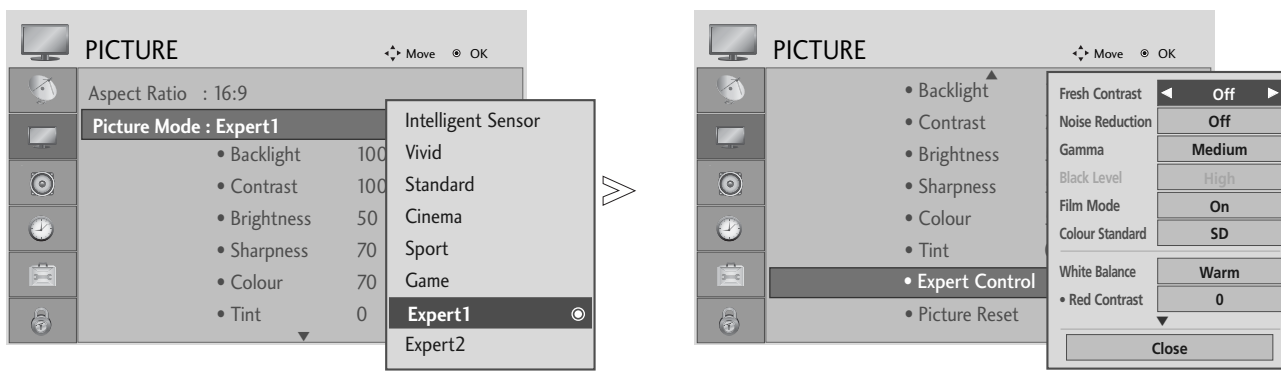 PICTURE
Move ◉ OK
Aspect Ratio : 16:9
Picture Mode : Expert1
• Backlight 100
• Contrast 100
• Brightness 50
• Sharpness 70
• Colour 70
• Tint 0
Intelligent Sensor
Vivid
Standard
Cinema
Sport
Game
Expert1
Expert2
PICTURE
Move ◉ OK
• Backlight
• Contrast
• Brightness
• Sharpness
• Colour
• Tint
• Expert Control
• Picture Reset
Fresh Contrast Off
Noise Reduction Off
Gamma Medium
Black Level High
Film Mode On
Colour Standard SD
White Balance Warm
• Red Contrast 0
Close